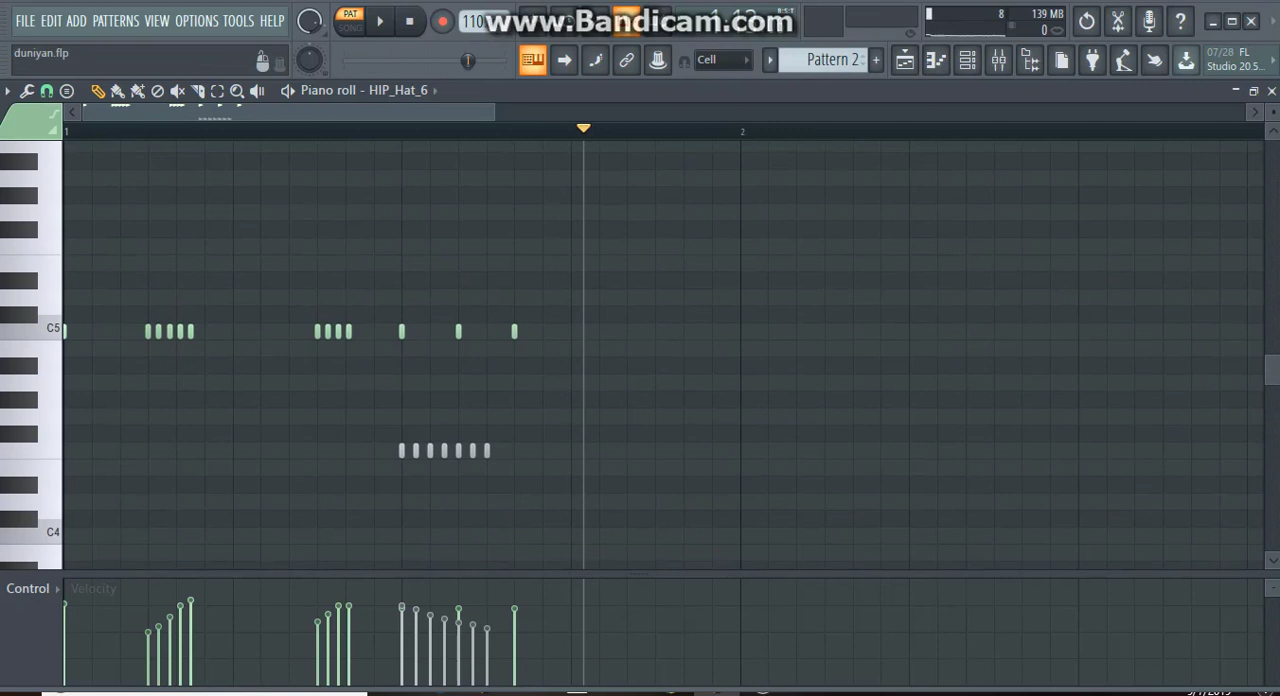 FILE EDIT ADD PATTERNS VIEW OPTIONS TOOLS HELP
PAT
SONG
110
www.Bandicam.com
8
139 MB
0
duniyan.flp
Cell
Pattern 2
07/28 FL
Studio 20.5...
Piano roll - HIP_Hat_6
1
2
C5
C4
Control
Velocity